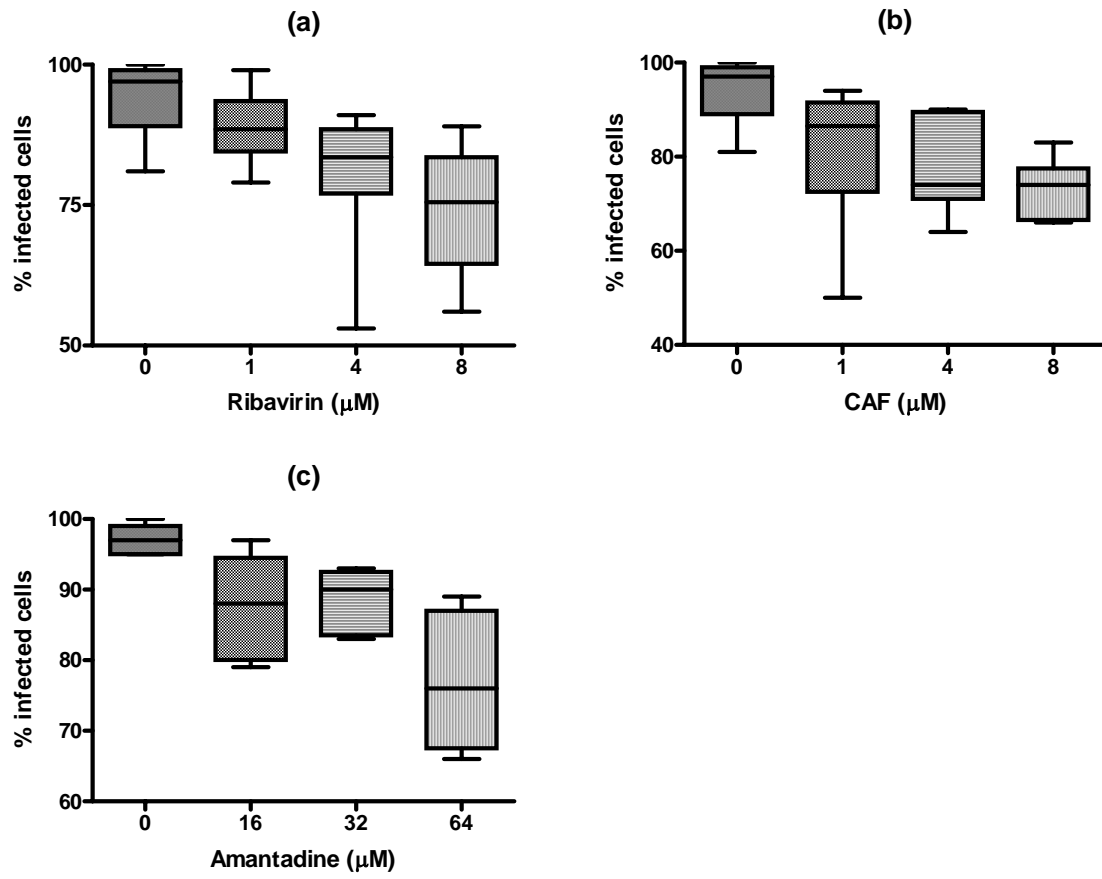 (a)
% infected cells
100
75
50
0 1 4 8
Ribavirin (μM)
(b)
% infected cells
100
80
60
40
0 1 4 8
CAF (μM)
(c)
% infected cells
100
90
80
70
60
0 16 32 64
Amantadine (μM)